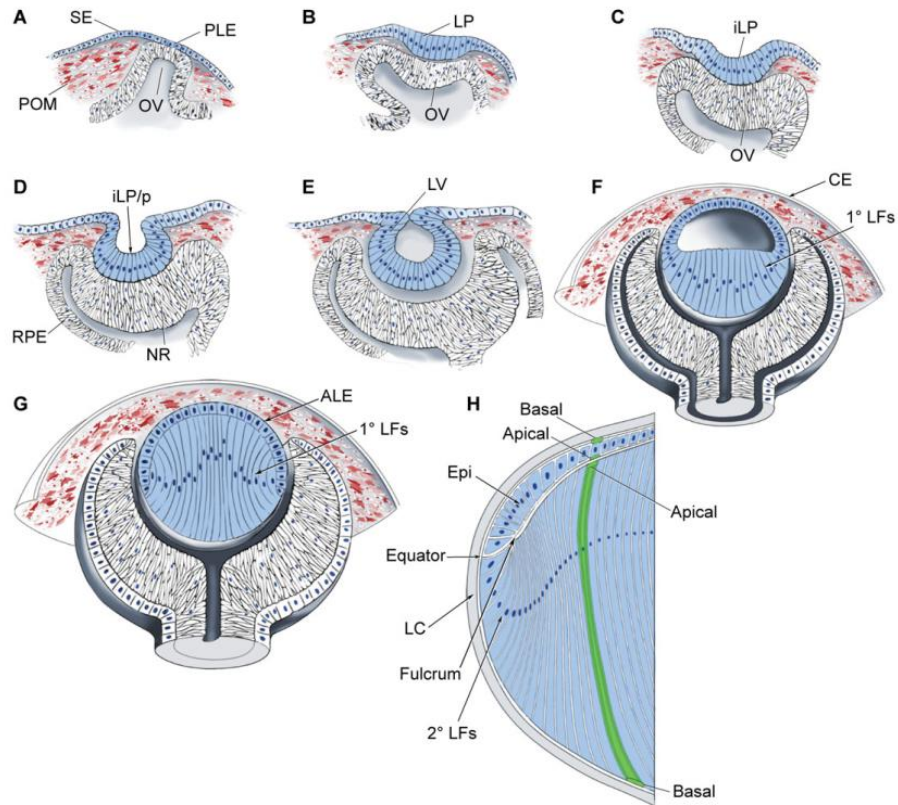 A
SE
PLE
POM
OV
B
LP
OV
C
iLP
OV
D
iLP/p
RPE
NR
E
LV
F
CE
1° LFs
G
ALE
1° LFs
H
Basal
Apical
Epi
Apical
Equator
LC
Fulcrum
2° LFs
Basal